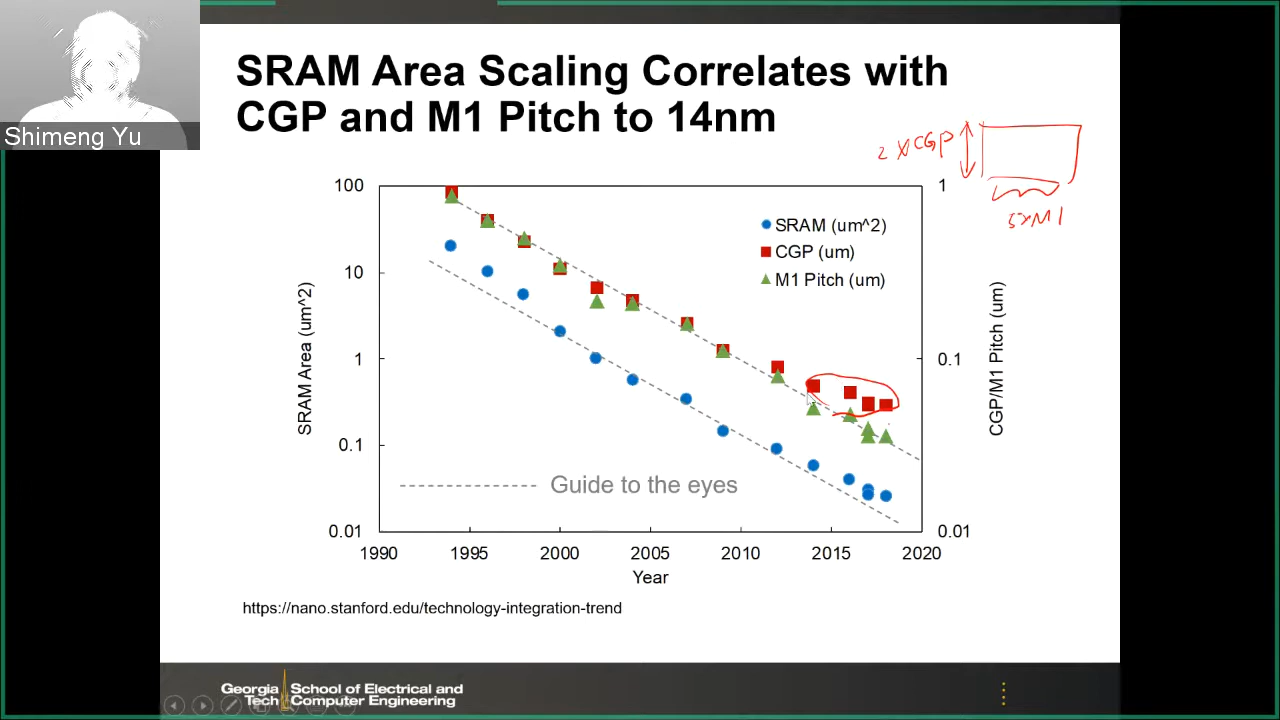 Shimeng Yu
SRAM Area Scaling Correlates with
CGP and M1 Pitch to 14nm
2 X CGP
5XM1
100
10
1
0.1
0.01
SRAM Area (um^2)
SRAM (um^2)
CGP (um)
M1 Pitch (um)
Guide to the eyes
1
0.1
0.01
CGP/M1 Pitch (um)
1990 1995 2000 2005 2010 2015 2020
Year
https://nano.stanford.edu/technology-integration-trend
Georgia School of Electrical and
Tech Computer Engineering